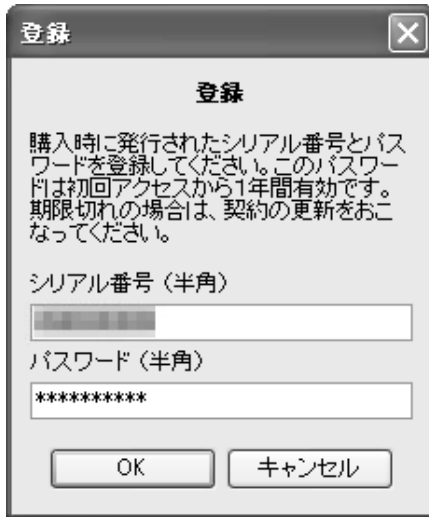 登録
登録
購入時に発行されたシリアル番号とパス
ワードを登録してください。このパスワー
ドは初回アクセスから1年間有効です。
期限切れの場合は、契約の更新をおこ
なってください。
シリアル番号（半角）
パスワード（半角）
**********
OK
キャンセル